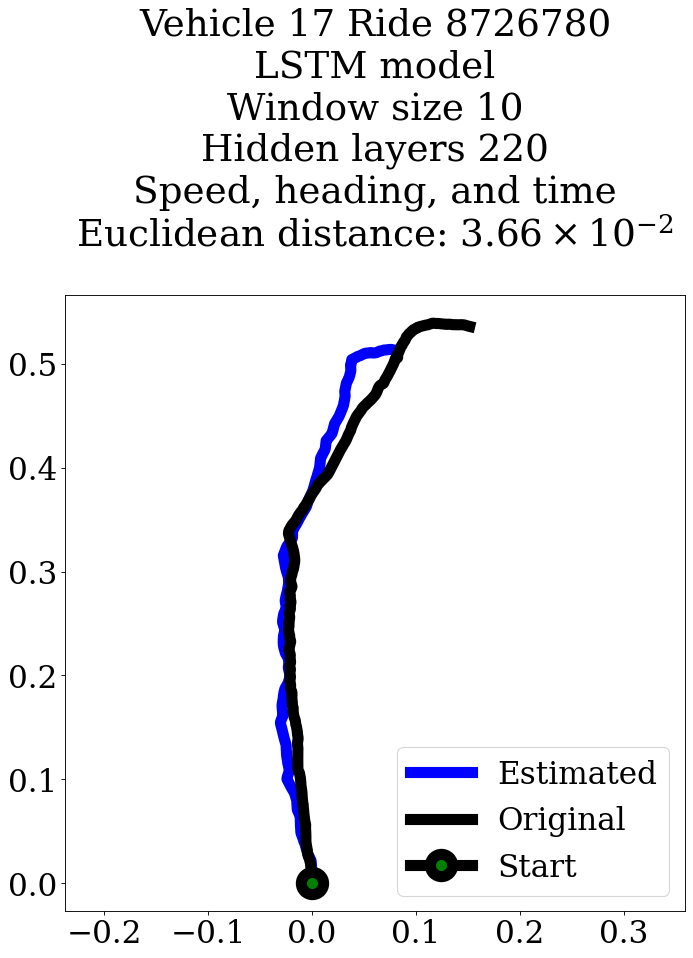 Vehicle 17 Ride 8726780
LSTM model
Window size 10
Hidden layers 220
Speed, heading, and time
Euclidean distance: 3.66 × 10⁻²
0.5
0.4
0.3
0.2
0.1
0.0
Estimated
Original
Start
−0.2 −0.1 0.0 0.1 0.2 0.3